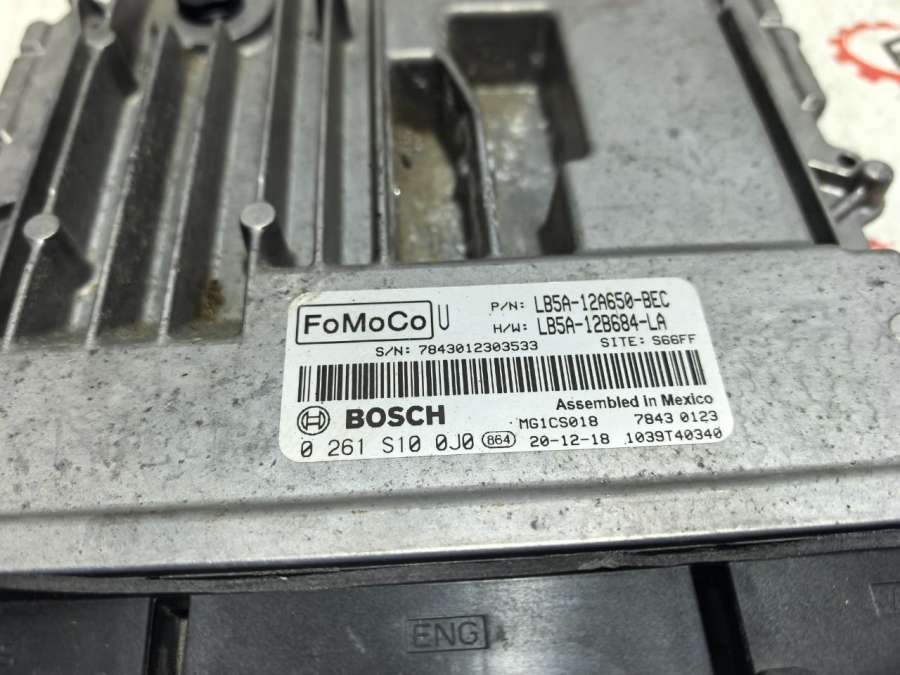 FoMoCo U P/N: LB5A-12A650-BEC
H/W: LB5A-12B684-LA
S/N: 7843012303533 SITE: S66FF
Assembled in Mexico
BOSCH MG1CS018 7843 0123
0 261 S10 0J0 864 20-12-18 1039T40340
ENG